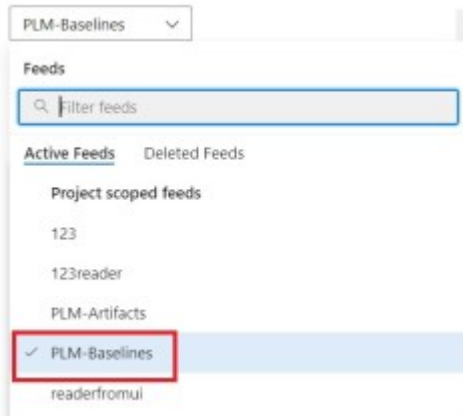 PLM-Baselines
Feeds
Filter feeds
Active Feeds Deleted Feeds
Project scoped feeds
123
123reader
PLM-Artifacts
PLM-Baselines
readerfromui